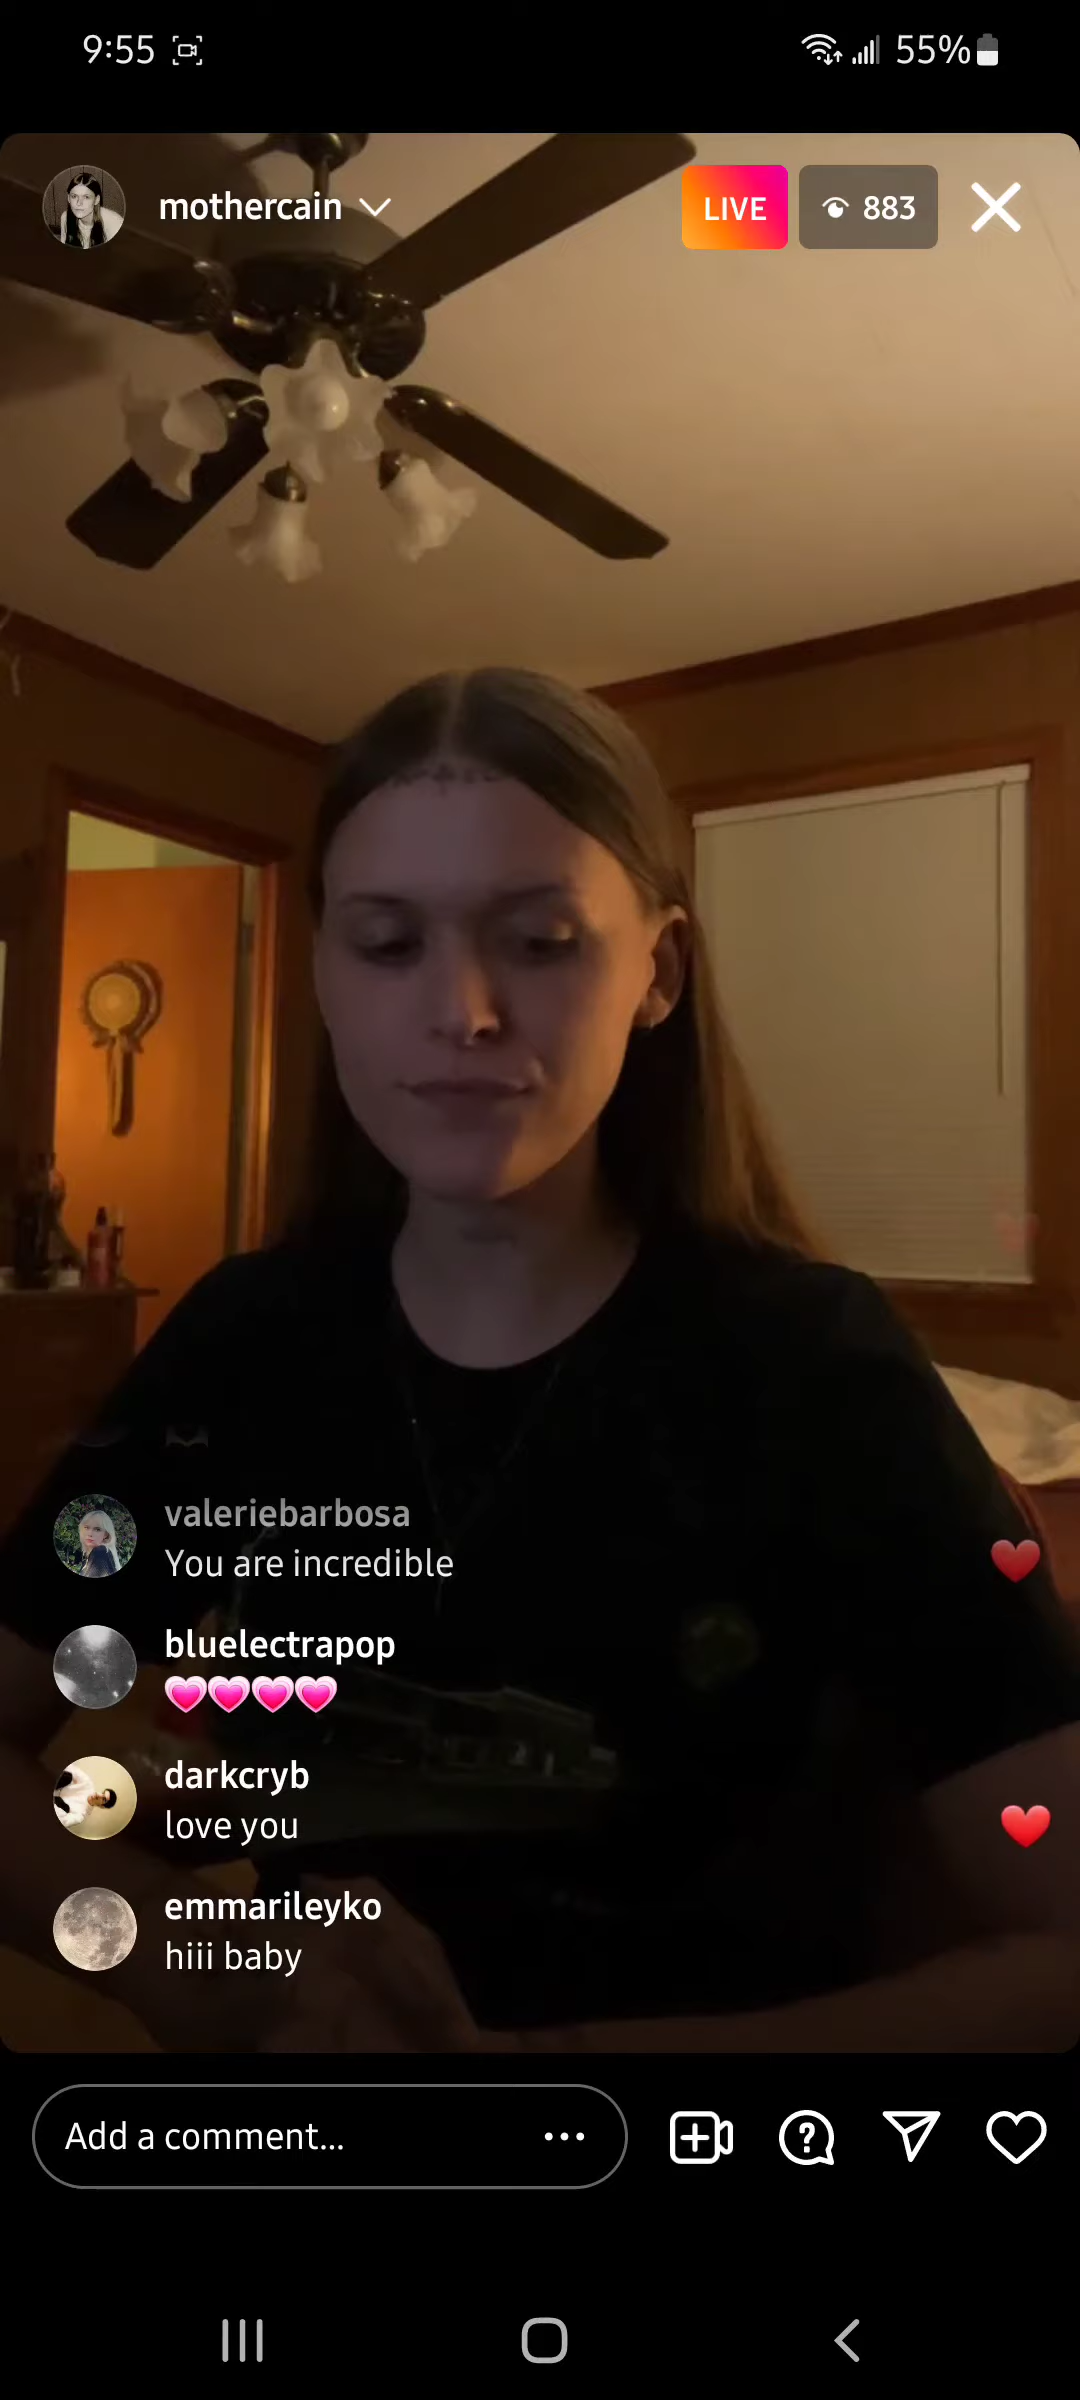 9:55
55%
mothercain
LIVE
883
valeriebarbosa
You are incredible
bluelectrapop
darkcryb
love you
emmarileyko
hiii baby
Add a comment...